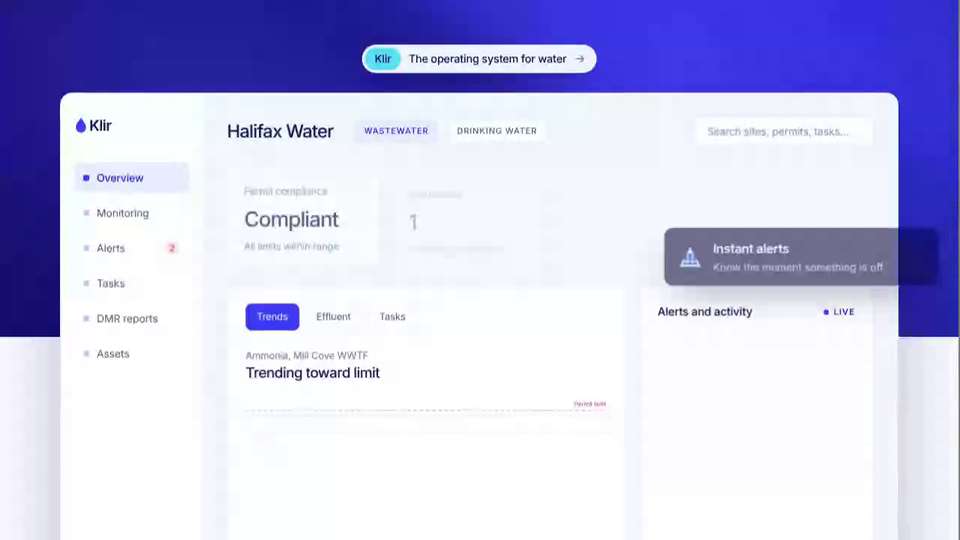 Klir The operating system for water →
Klir
Halifax Water WASTEWATER DRINKING WATER
Search sites, permits, tasks...
Overview
Monitoring
Alerts 2
Tasks
DMR reports
Assets
Permit compliance
Compliant
All limits within range
1
Instant alerts
Know the moment something is off
Trends Effluent Tasks
Ammonia, Mill Cove WWTF
Trending toward limit
Permit limit
Alerts and activity LIVE